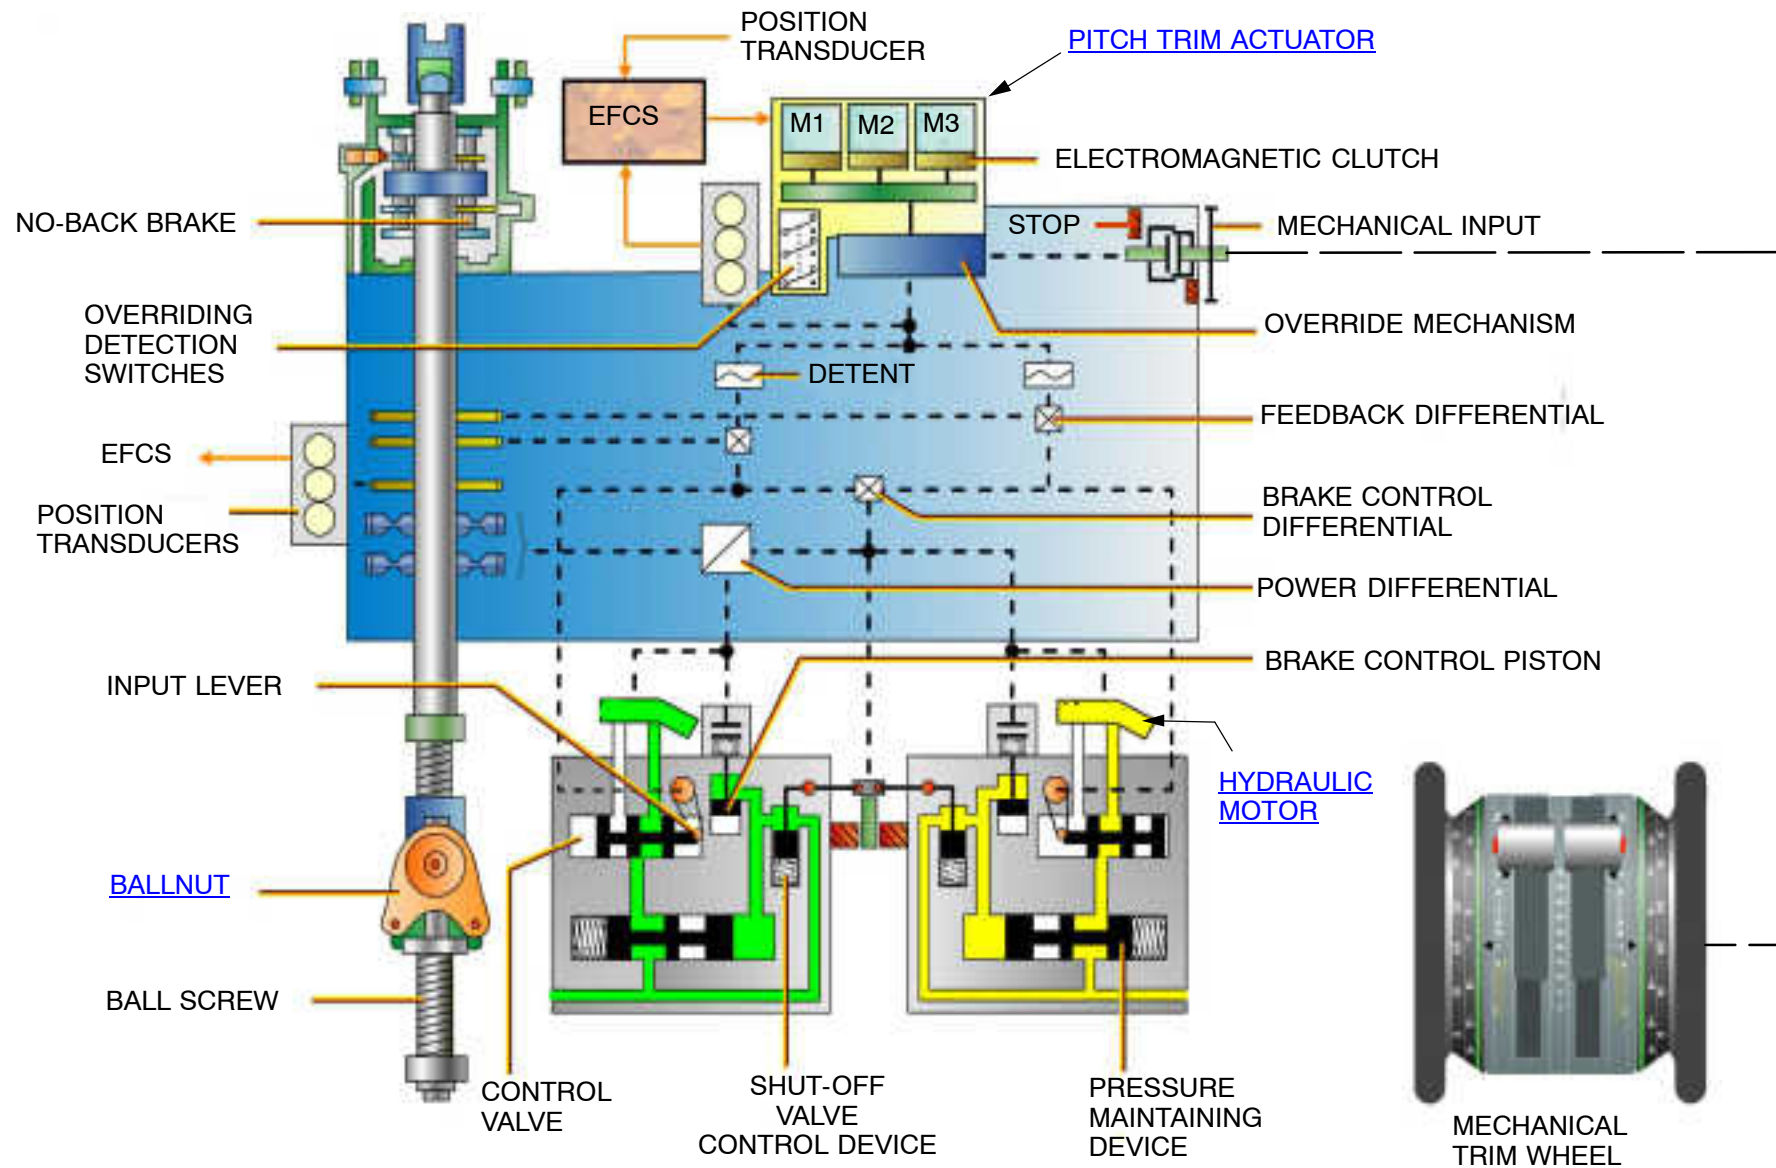 POSITION
TRANSDUCER
PITCH TRIM ACTUATOR
EFCS
M1
M2
M3
ELECTROMAGNETIC CLUTCH
NO-BACK BRAKE
STOP
MECHANICAL INPUT
OVERRIDING
DETECTION
SWITCHES
OVERRIDE MECHANISM
DETENT
FEEDBACK DIFFERENTIAL
EFCS
POSITION
TRANSDUCERS
BRAKE CONTROL
DIFFERENTIAL
POWER DIFFERENTIAL
BRAKE CONTROL PISTON
INPUT LEVER
HYDRAULIC
MOTOR
BALLNUT
BALL SCREW
CONTROL
VALVE
SHUT-OFF
VALVE
CONTROL DEVICE
PRESSURE
MAINTAINING
DEVICE
MECHANICAL
TRIM WHEEL